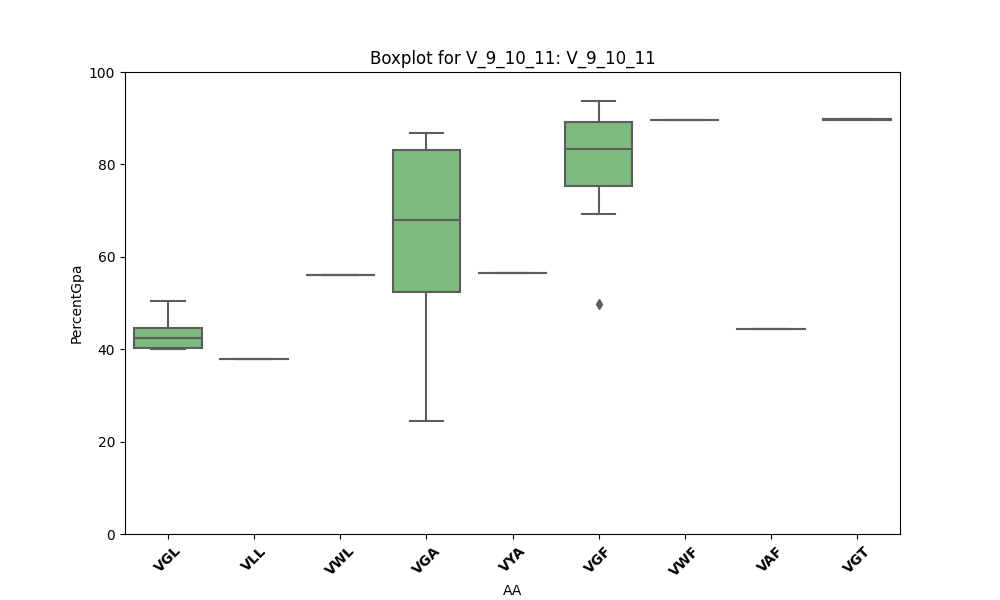 Boxplot for V_9_10_11: V_9_10_11
PercentGpa
100
80
60
40
20
0
VGL VLL VWL VGA VYA VGF VWF VAF VGT
AA